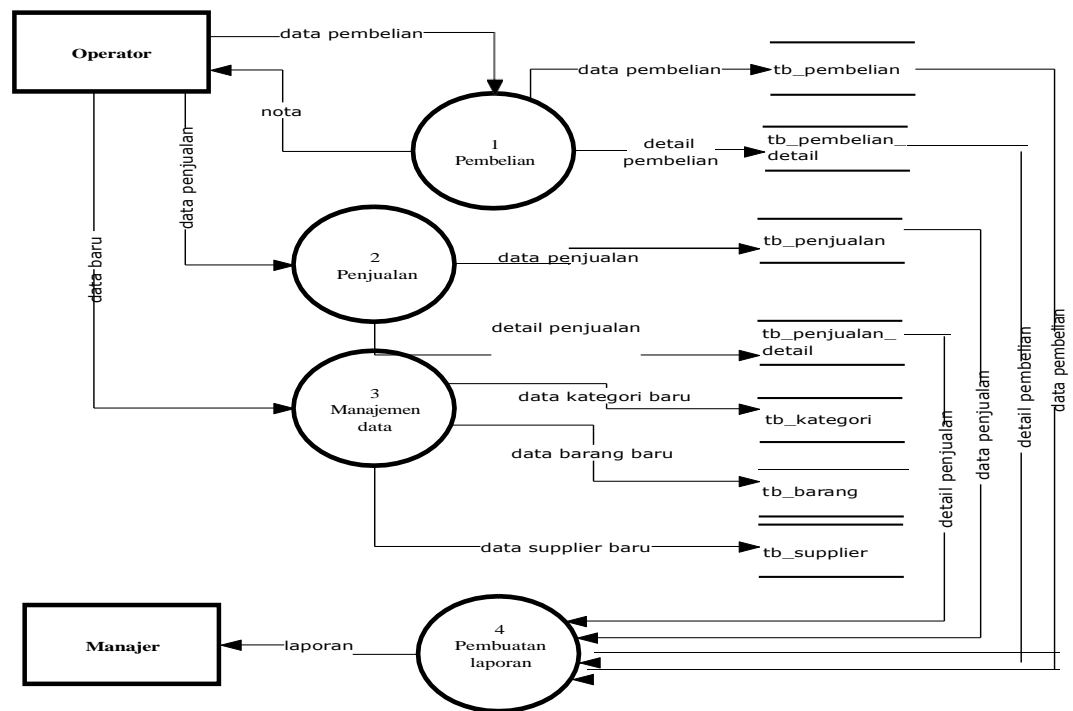 Operator
data pembelian
data pembelian
tb_pembelian
nota
1
Pembelian
detail
pembelian
tb_pembelian_
detail
data penjualan
data baru
2
Penjualan
data penjualan
tb_penjualan
detail penjualan
tb_penjualan_
detail
3
Manajemen
data
data kategori baru
tb_kategori
data barang baru
tb_barang
data supplier baru
tb_supplier
detail penjualan
data penjualan
detail pembelian
data pembelian
4
Pembuatan
laporan
laporan
Manajer